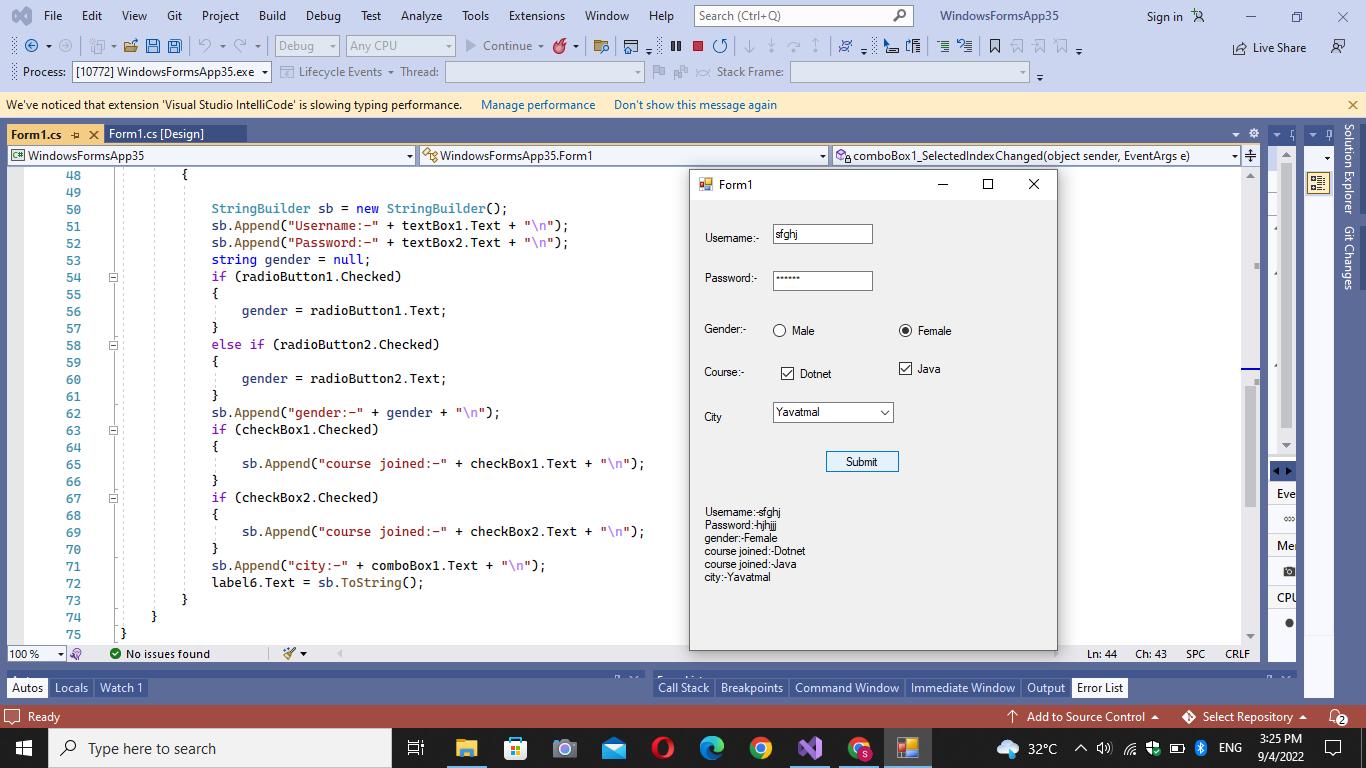 File Edit View Git Project Build Debug Test Analyze Tools Extensions Window Help Search (Ctrl+Q) WindowsFormsApp35 Sign in
Debug Any CPU Continue Live Share
Process: [10772] WindowsFormsApp35.exe Lifecycle Events Thread: Stack Frame:
We've noticed that extension 'Visual Studio IntelliCode' is slowing typing performance. Manage performance Don't show this message again
Form1.cs Form1.cs [Design]
C# WindowsFormsApp35 WindowsFormsApp35.Form1 comboBox1_SelectedIndexChanged(object sender, EventArgs e)
48 {
49
50 StringBuilder sb = new StringBuilder();
51 sb.Append("Username:-" + textBox1.Text + "\n");
52 sb.Append("Password:-" + textBox2.Text + "\n");
53 string gender = null;
54 if (radioButton1.Checked)
55 {
56 gender = radioButton1.Text;
57 }
58 else if (radioButton2.Checked)
59 {
60 gender = radioButton2.Text;
61 }
62 sb.Append("gender:-" + gender + "\n");
63 if (checkBox1.Checked)
64 {
65 sb.Append("course joined:-" + checkBox1.Text + "\n");
66 }
67 if (checkBox2.Checked)
68 {
69 sb.Append("course joined:-" + checkBox2.Text + "\n");
70 }
71 sb.Append("city:-" + comboBox1.Text + "\n");
72 label6.Text = sb.ToString();
73 }
74 }
75 }
Form1
Username:- sfghj
Password:- ******
Gender:- Male Female
Course:- Dotnet Java
City Yavatmal
Submit
Username:-sfghj
Password:-hjhjjj
gender:-Female
course joined:-Dotnet
course joined:-Java
city:-Yavatmal
Solution Explorer
Git Changes
Eve
Mer
CPU
100 % No issues found Ln: 44 Ch: 43 SPC CRLF
Autos Locals Watch 1 Call Stack Breakpoints Command Window Immediate Window Output Error List
Ready Add to Source Control Select Repository 2
Type here to search 32°C ENG 3:25 PM
9/4/2022